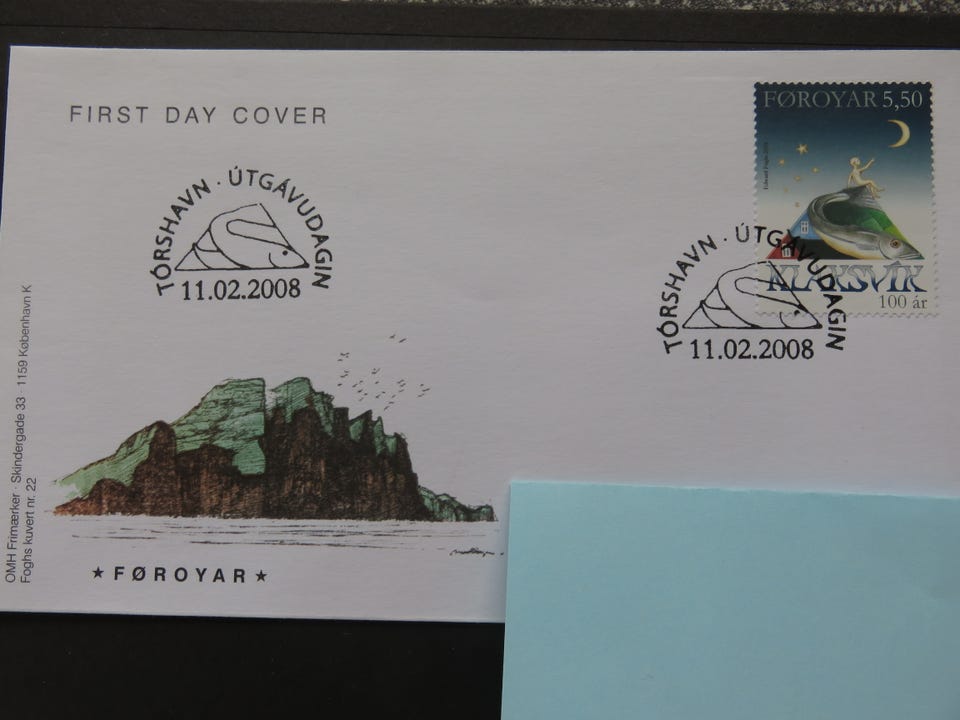 FIRST DAY COVER
TÓRSHAVN · ÚTGÁVUDAGIN
11.02.2008
FØROYAR 5,50
KLAKSVÍK
100 ár
TÓRSHAVN · ÚTGÁVUDAGIN
11.02.2008
OMH Frimærker · Skindergade 33 · 1159 København K
Foghs kuvert nr. 22
★ FØROYAR ★